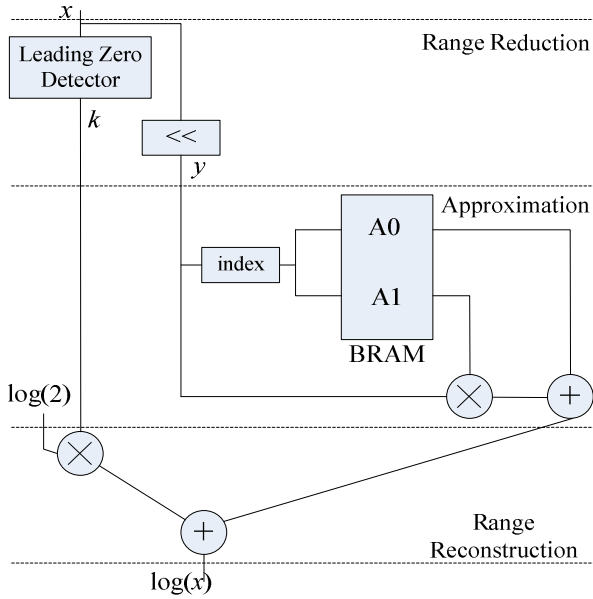 x
Range Reduction
Leading Zero
Detector
k
<<
y
Approximation
A0
index
A1
BRAM
log(2)
×
+
×
+
Range
Reconstruction
log(x)